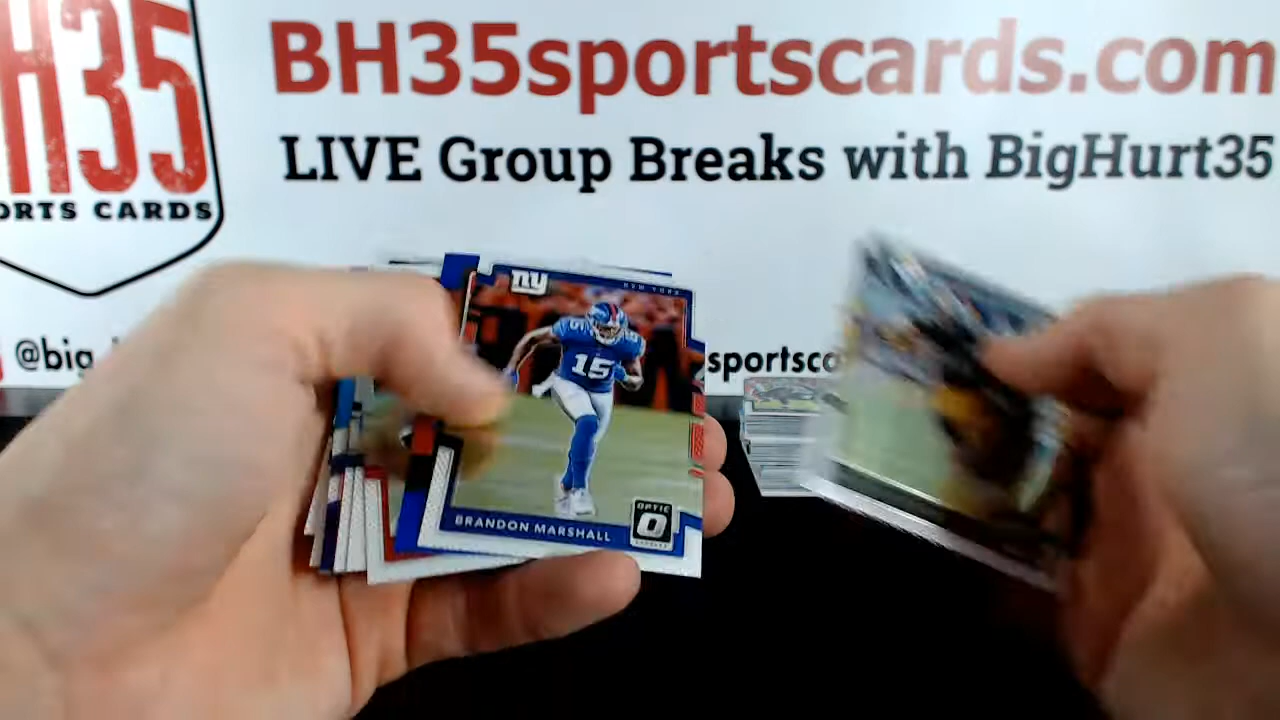 BH35sportscards.com
LIVE Group Breaks with BigHurt35
H35
ORTS CARDS
@big
sportsca
ny
NEW YORK
15
BRANDON MARSHALL
OPTIC